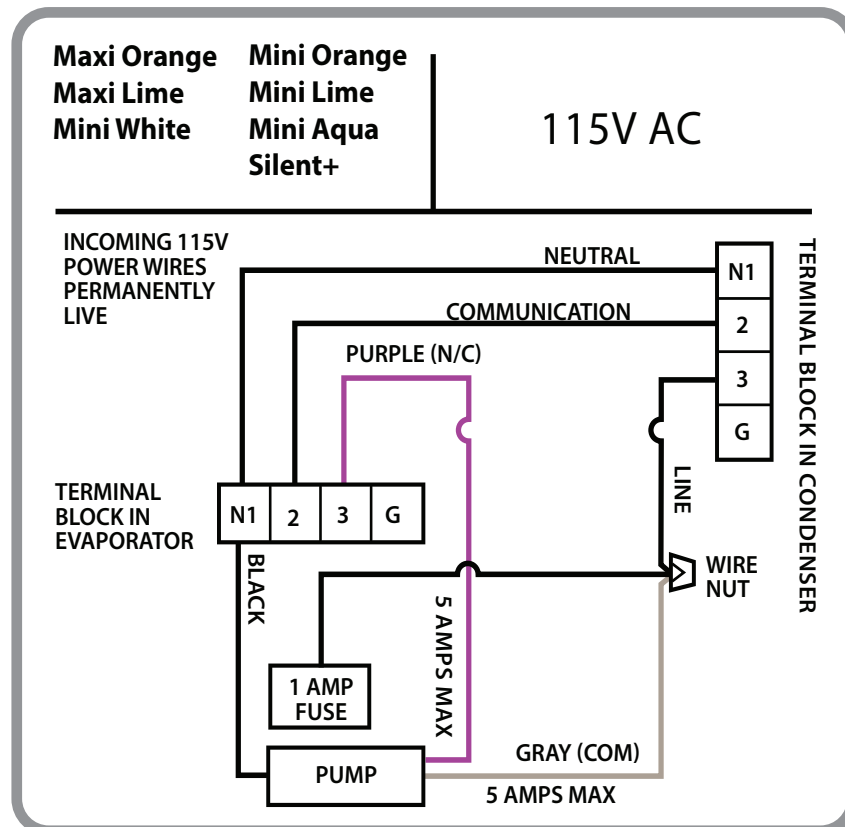 Maxi Orange
Maxi Lime
Mini White
Mini Orange
Mini Lime
Mini Aqua
Silent+
115V AC
INCOMING 115V
POWER WIRES
PERMANENTLY
LIVE
NEUTRAL
COMMUNICATION
PURPLE (N/C)
N1
2
3
G
TERMINAL BLOCK IN CONDENSER
LINE
TERMINAL
BLOCK IN
EVAPORATOR
N1
2
3
G
BLACK
WIRE
NUT
5 AMPS MAX
1 AMP
FUSE
PUMP
GRAY (COM)
5 AMPS MAX